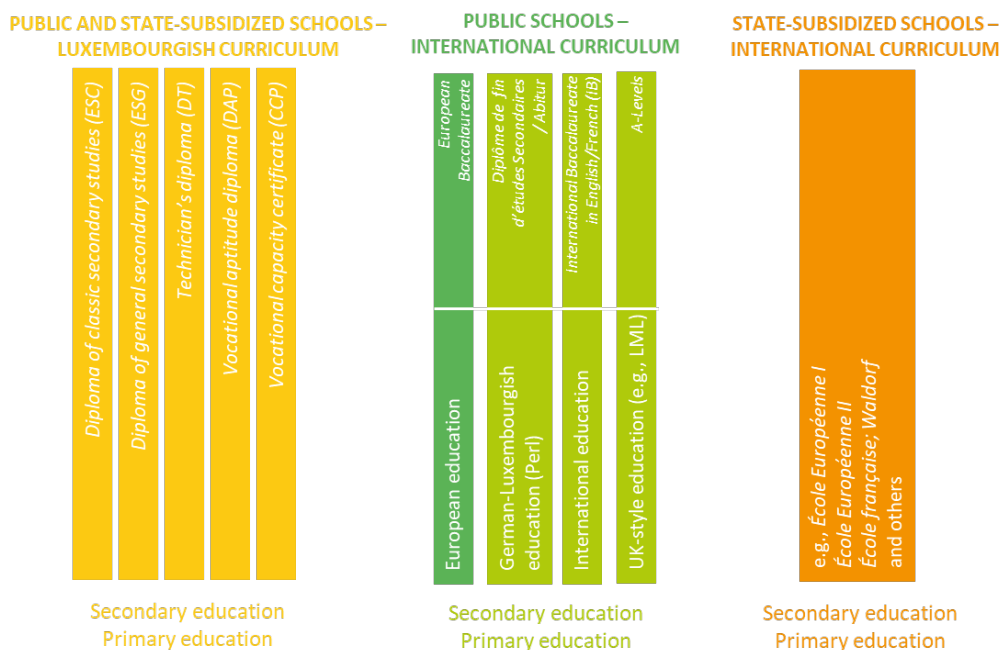 PUBLIC AND STATE-SUBSIDIZED SCHOOLS –
LUXEMBOURGISH CURRICULUM
Diploma of classic secondary studies (ESC)
Diploma of general secondary studies (ESG)
Technician's diploma (DT)
Vocational aptitude diploma (DAP)
Vocational capacity certificate (CCP)
Secondary education
Primary education
PUBLIC SCHOOLS –
INTERNATIONAL CURRICULUM
European
Baccalaureate
Diplôme de fin
d'études Secondaires
/ Abitur
International Baccalaureate
in English/French (IB)
A-Levels
European education
German-Luxembourgish
education (Perl)
International education
UK-style education (e.g., LML)
Secondary education
Primary education
STATE-SUBSIDIZED SCHOOLS –
INTERNATIONAL CURRICULUM
e.g., École Européenne I
École Européenne II
École française; Waldorf
and others
Secondary education
Primary education